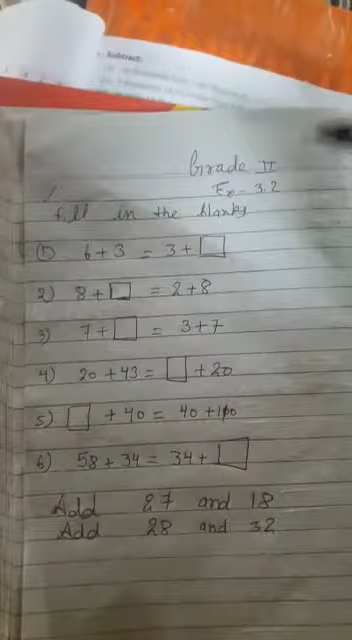 Subtract:
Grade II
Ex - 3.2
fill in the blanks
1) 6 + 3 = 3 + □
2) 8 + □ = 2 + 8
3) 7 + □ = 3 + 7
4) 20 + 43 = □ + 20
5) □ + 40 = 40 + 100
6) 58 + 34 = 34 + □
Add 27 and 18
Add 28 and 32